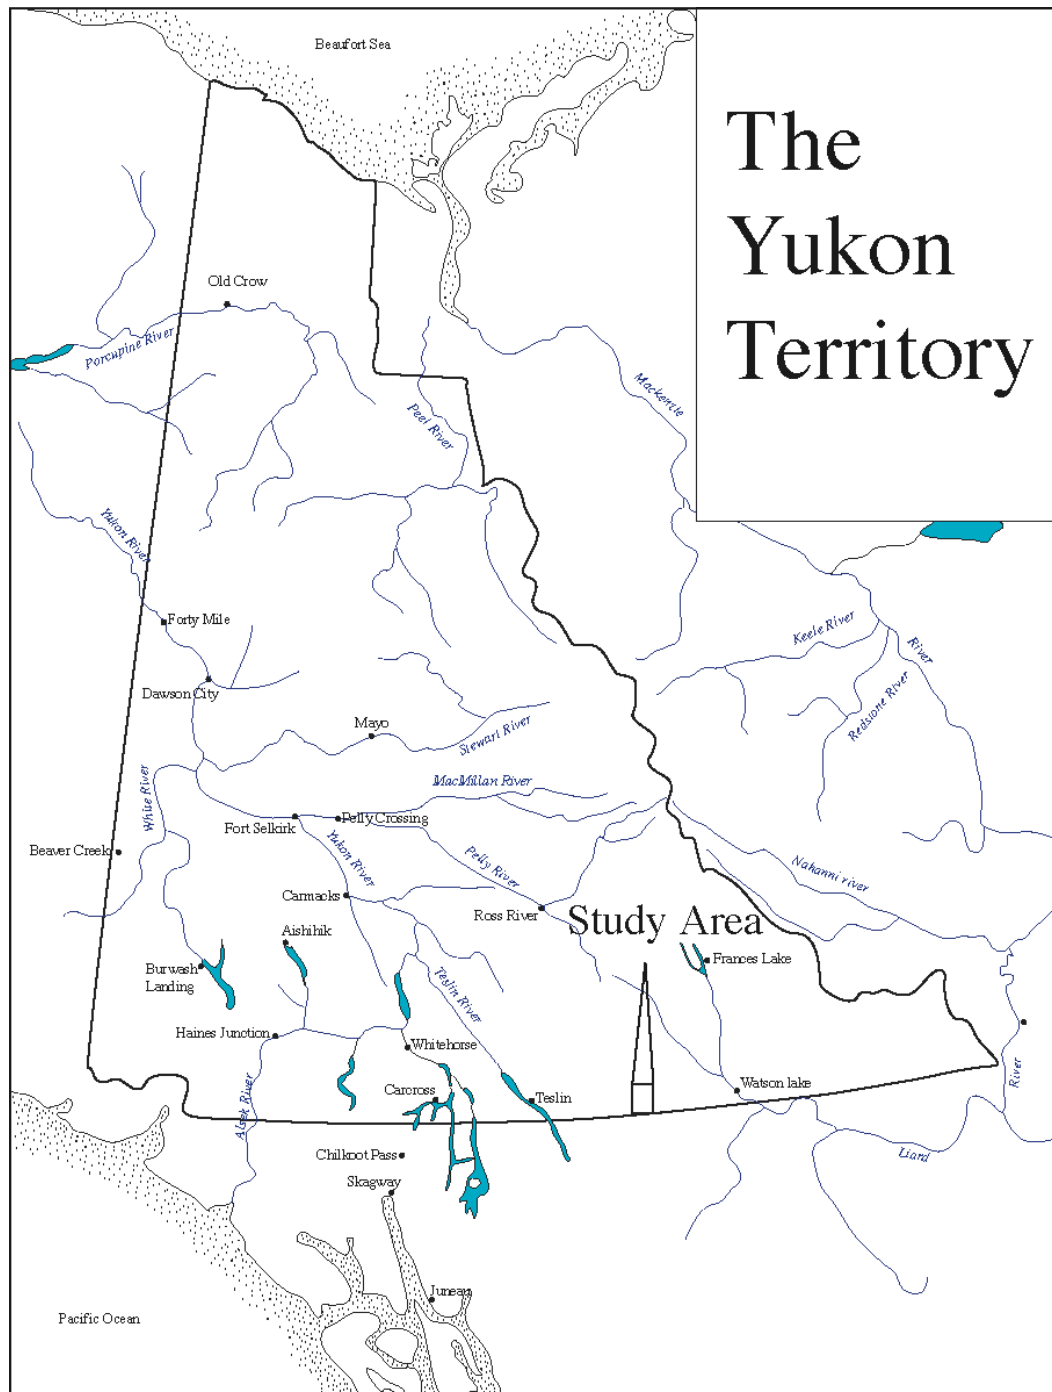 Beaufort Sea
The
Yukon
Territory
Old Crow
Porcupine River
Mackenzie
Peel River
Yukon River
Forty Mile
Keele River
River
Dawson City
Redsione River
Mayo
Stewart River
White River
MacMillan River
Fort Selkirk
Pelly Crossing
Beaver Creek
Yukon River
Pelly River
Nahanni river
Carmacks
Ross River
Study Area
Aishihik
Frances Lake
Burwash
Landing
Teslin River
Haines Junction
Whitehorse
River
Alsek River
Carcross
Teslin
Watson lake
Chilkoot Pass
Liard
Skagway
Juneau
Pacific Ocean